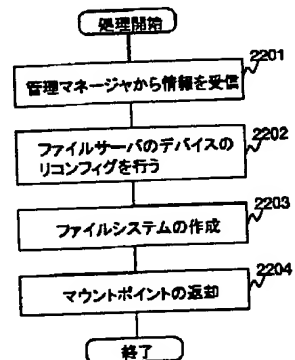 処理開始
2201
管理マネージャから情報を受信
2202
ファイルサーバのデバイスの
リコンフィグを行う
2203
ファイルシステムの作成
2204
マウントポイントの返却
終了